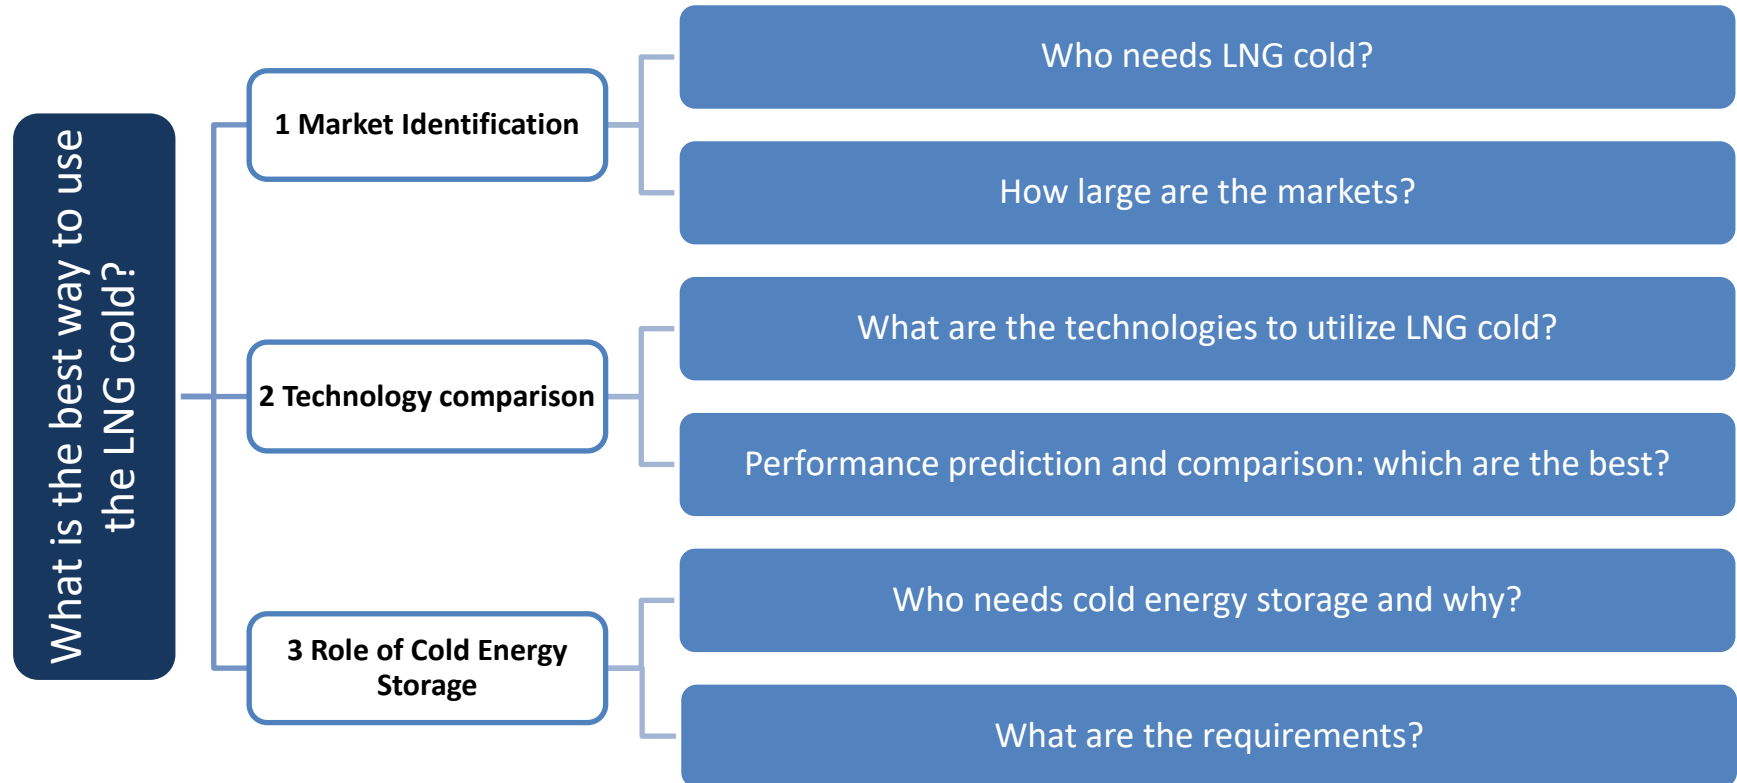 What is the best way to use
the LNG cold?
1 Market Identification
Who needs LNG cold?
How large are the markets?
2 Technology comparison
What are the technologies to utilize LNG cold?
Performance prediction and comparison: which are the best?
3 Role of Cold Energy
Storage
Who needs cold energy storage and why?
What are the requirements?